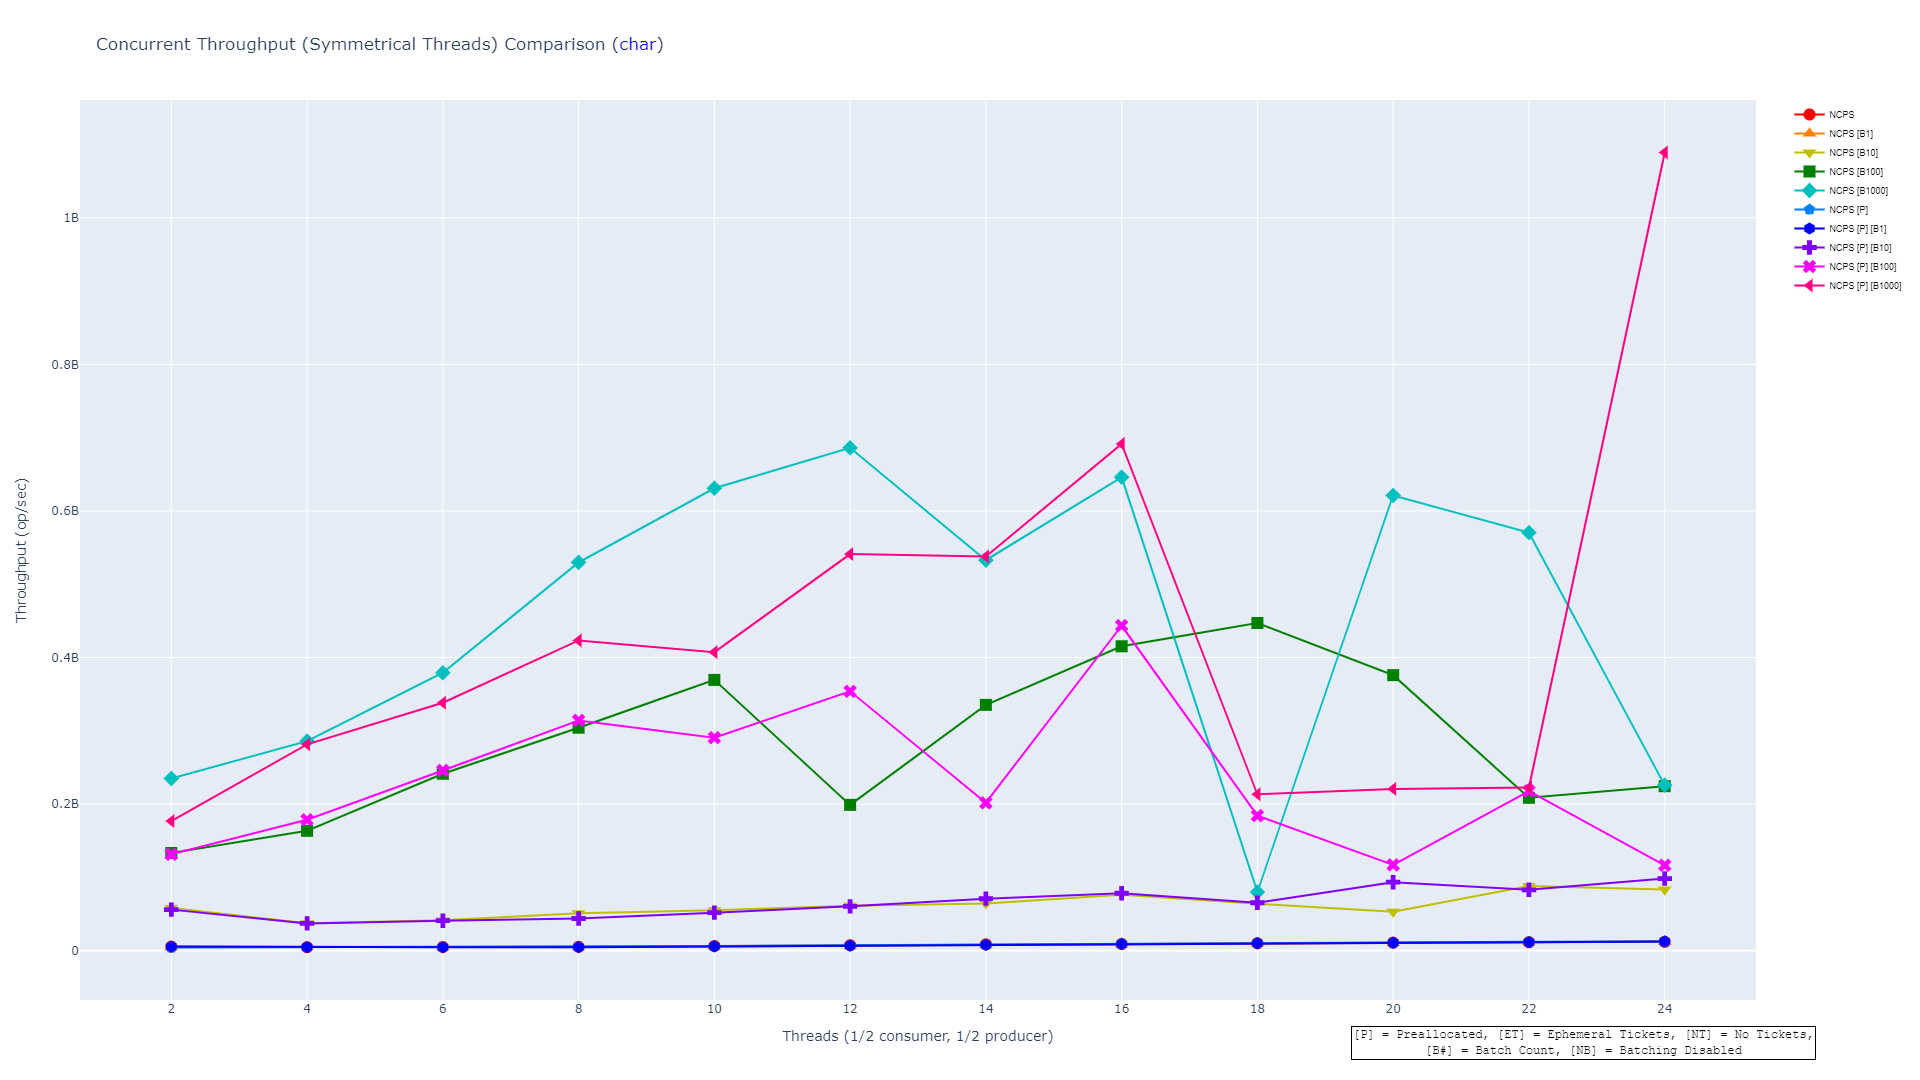 Concurrent Throughput (Symmetrical Threads) Comparison (char)
NCPS
NCPS [B1]
NCPS [B10]
NCPS [B100]
NCPS [B1000]
NCPS [P]
NCPS [P] [B1]
NCPS [P] [B10]
NCPS [P] [B100]
NCPS [P] [B1000]
Throughput (op/sec)
1B
0.8B
0.6B
0.4B
0.2B
0
2 4 6 8 10 12 14 16 18 20 22 24
Threads (1/2 consumer, 1/2 producer)
[P] = Preallocated, [ET] = Ephemeral Tickets, [NT] = No Tickets,
[B#] = Batch Count, [NB] = Batching Disabled